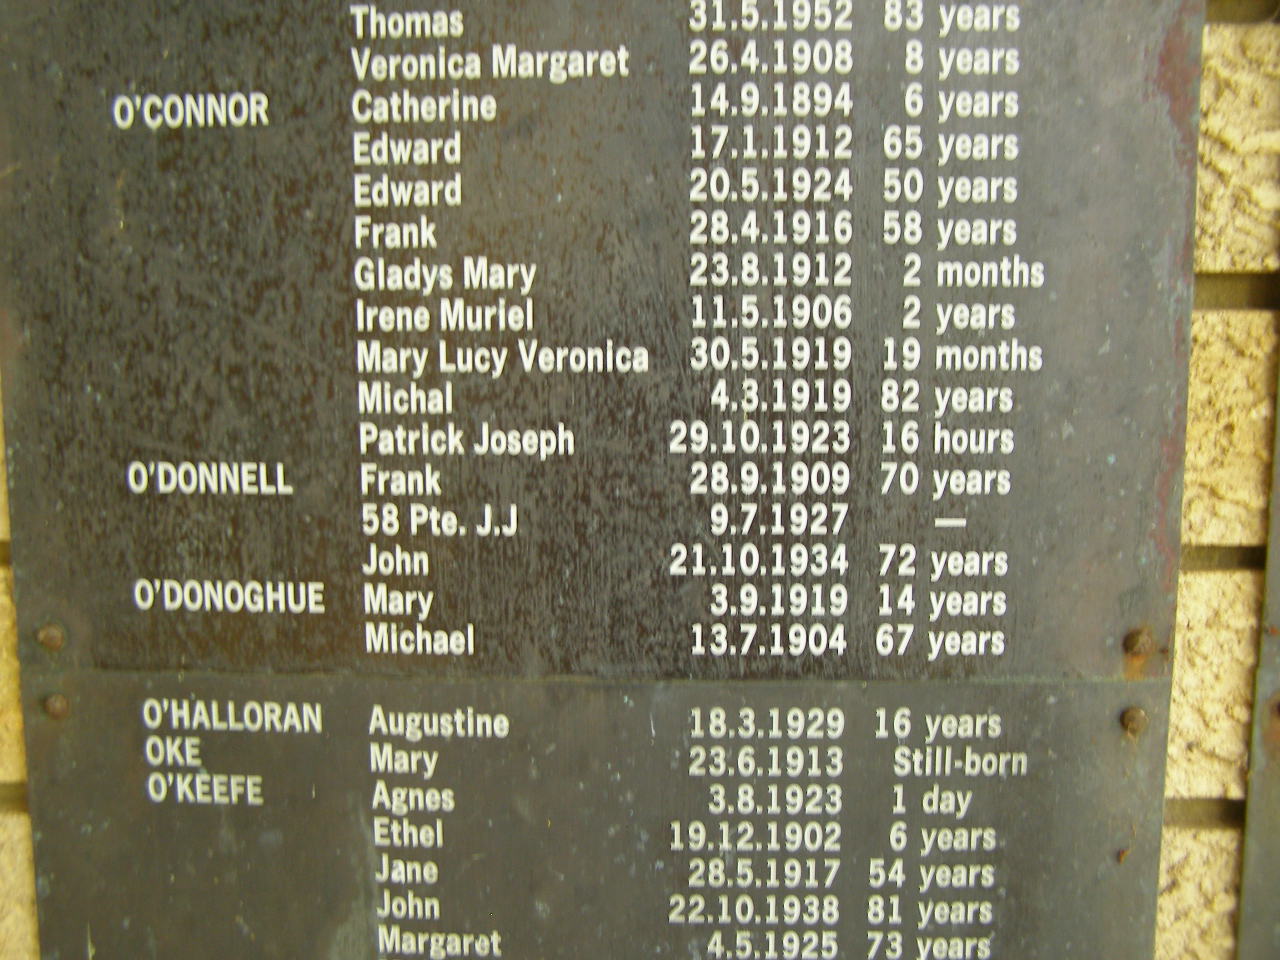 Thomas 31.5.1952 83 years
Veronica Margaret 26.4.1908 8 years
O'CONNOR Catherine 14.9.1894 6 years
Edward 17.1.1912 65 years
Edward 20.5.1924 50 years
Frank 28.4.1916 58 years
Gladys Mary 23.8.1912 2 months
Irene Muriel 11.5.1906 2 years
Mary Lucy Veronica 30.5.1919 19 months
Michal 4.3.1919 82 years
Patrick Joseph 29.10.1923 16 hours
O'DONNELL Frank 28.9.1909 70 years
58 Pte. J.J 9.7.1927 —
John 21.10.1934 72 years
O'DONOGHUE Mary 3.9.1919 14 years
Michael 13.7.1904 67 years
O'HALLORAN Augustine 18.3.1929 16 years
OKE Mary 23.6.1913 Still-born
O'KEEFE Agnes 3.8.1923 1 day
Ethel 19.12.1902 6 years
Jane 28.5.1917 54 years
John 22.10.1938 81 years
Margaret 4.5.1925 73 years